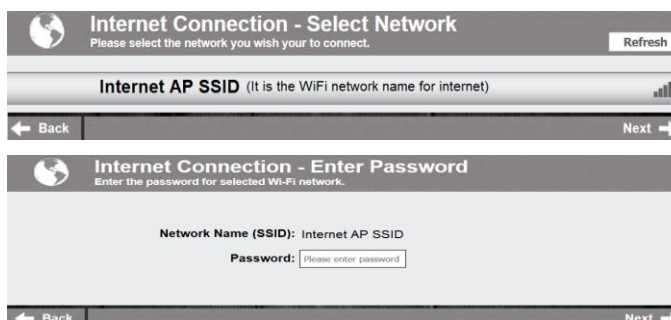 Internet Connection - Select Network
Please select the network you wish your to connect.
Refresh
Internet AP SSID (It is the WiFi network name for internet)
Back
Next
Internet Connection - Enter Password
Enter the password for selected Wi-Fi network.
Network Name (SSID): Internet AP SSID
Password: Please enter password
Back
Next